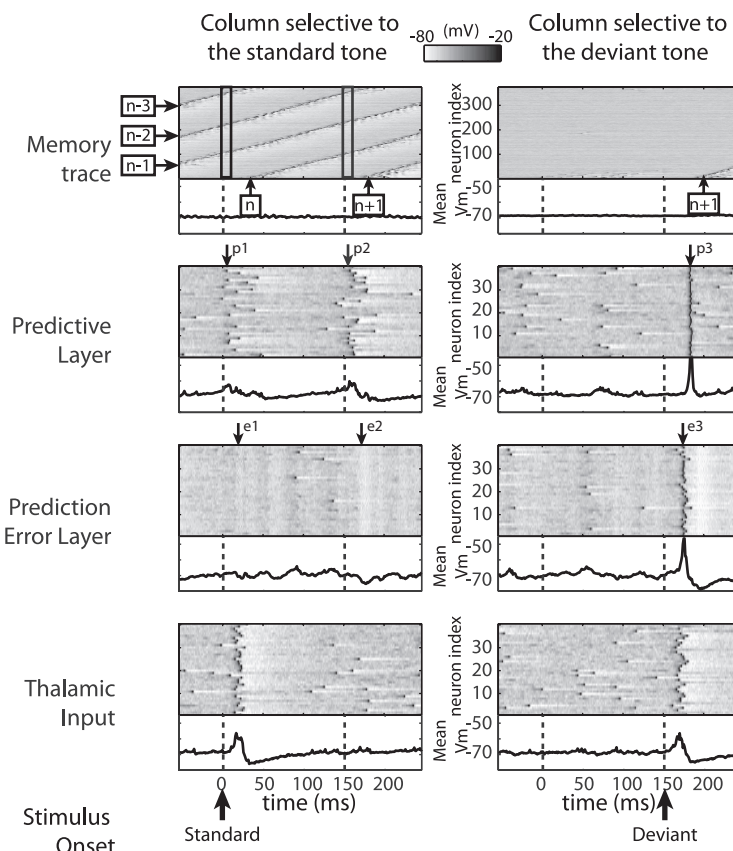 Column selective to
the standard tone
(mV)
-80 -20
Column selective to
the deviant tone
Memory
trace
n-3
n-2
n-1
n
n+1
neuron index
300
200
100
Mean
Vm
-50
-70
n+1
Predictive
Layer
p1
p2
neuron index
30
20
10
Mean
Vm
-50
-70
p3
Prediction
Error Layer
e1
e2
neuron index
30
20
10
Mean
Vm
-50
-70
e3
Thalamic
Input
neuron index
30
20
10
Mean
Vm
-50
-70
0 50 100 150 200
time (ms)
0 50 100 150 200
time (ms)
Stimulus
Onset
Standard
Deviant